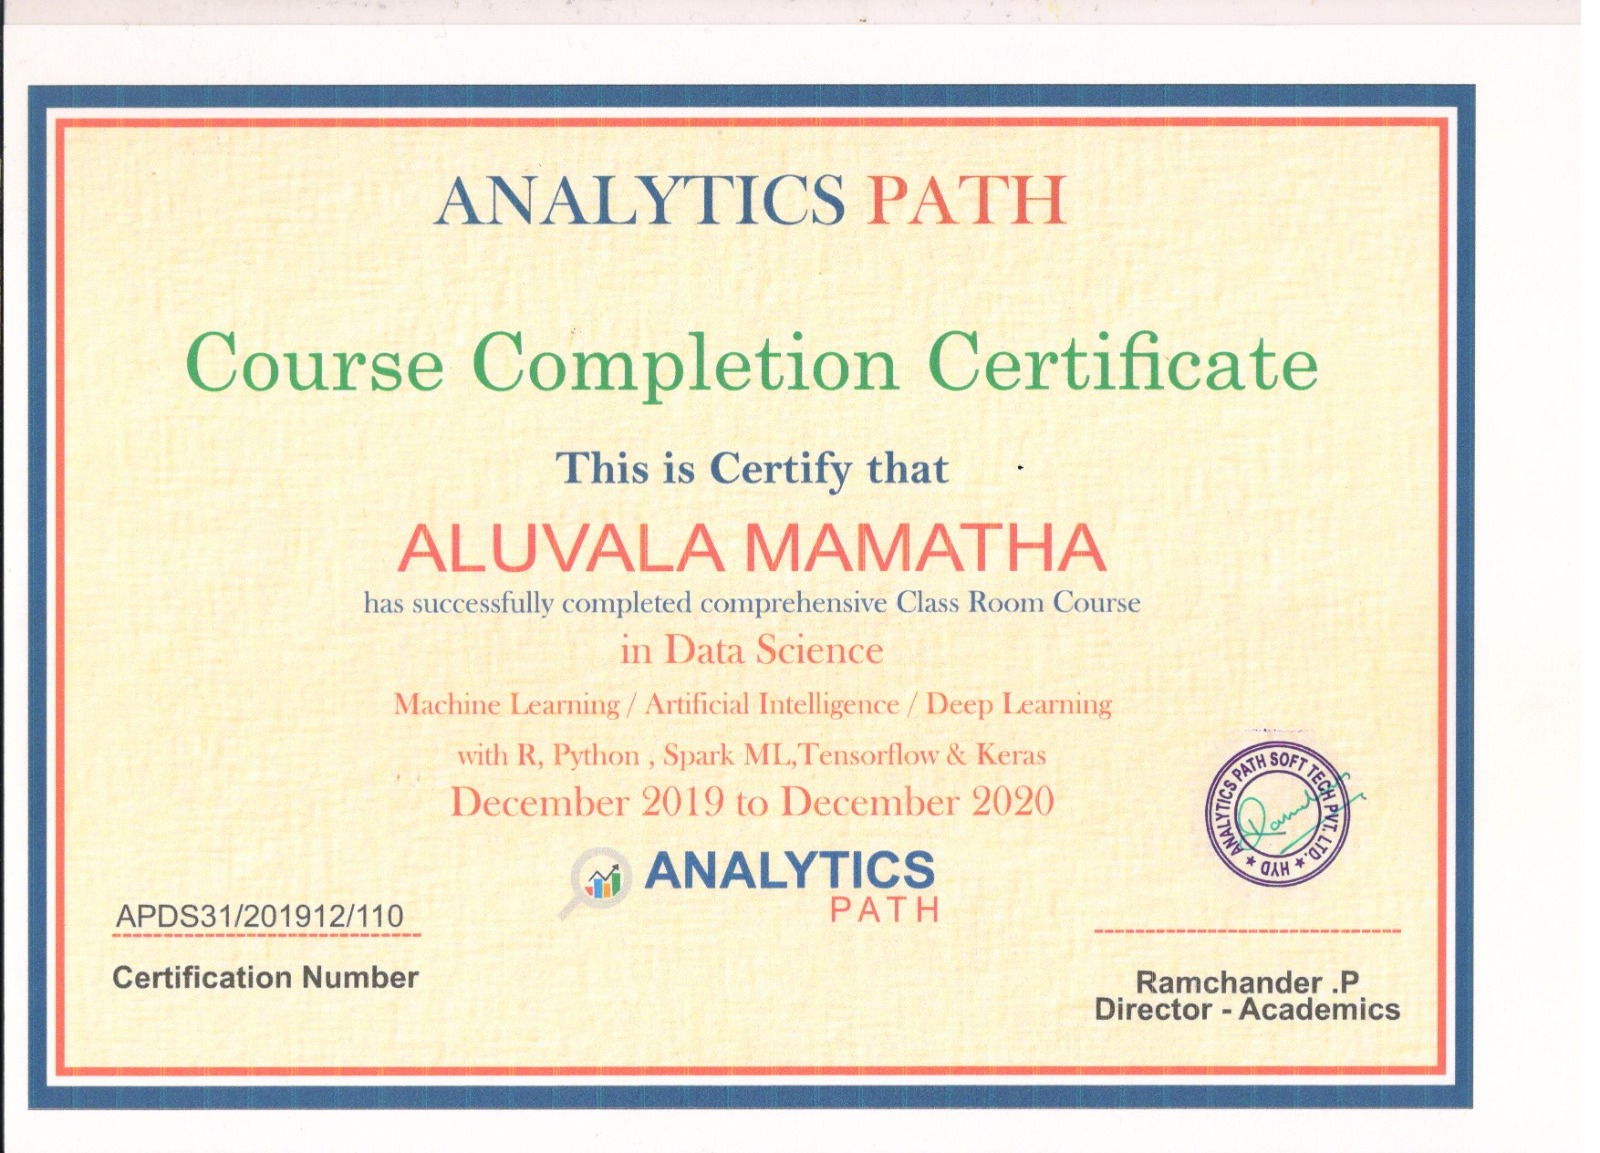 ANALYTICS PATH
Course Completion Certificate
This is Certify that
ALUVALA MAMATHA
has successfully completed comprehensive Class Room Course
in Data Science
Machine Learning / Artificial Intelligence / Deep Learning
with R, Python , Spark ML,Tensorflow & Keras
December 2019 to December 2020
ANALYTICS
PATH
APDS31/201912/110
Certification Number
ANALYTICS PATH SOFT TECH PVT. LTD. ★ HYD ★
Ramchander .P
Director - Academics